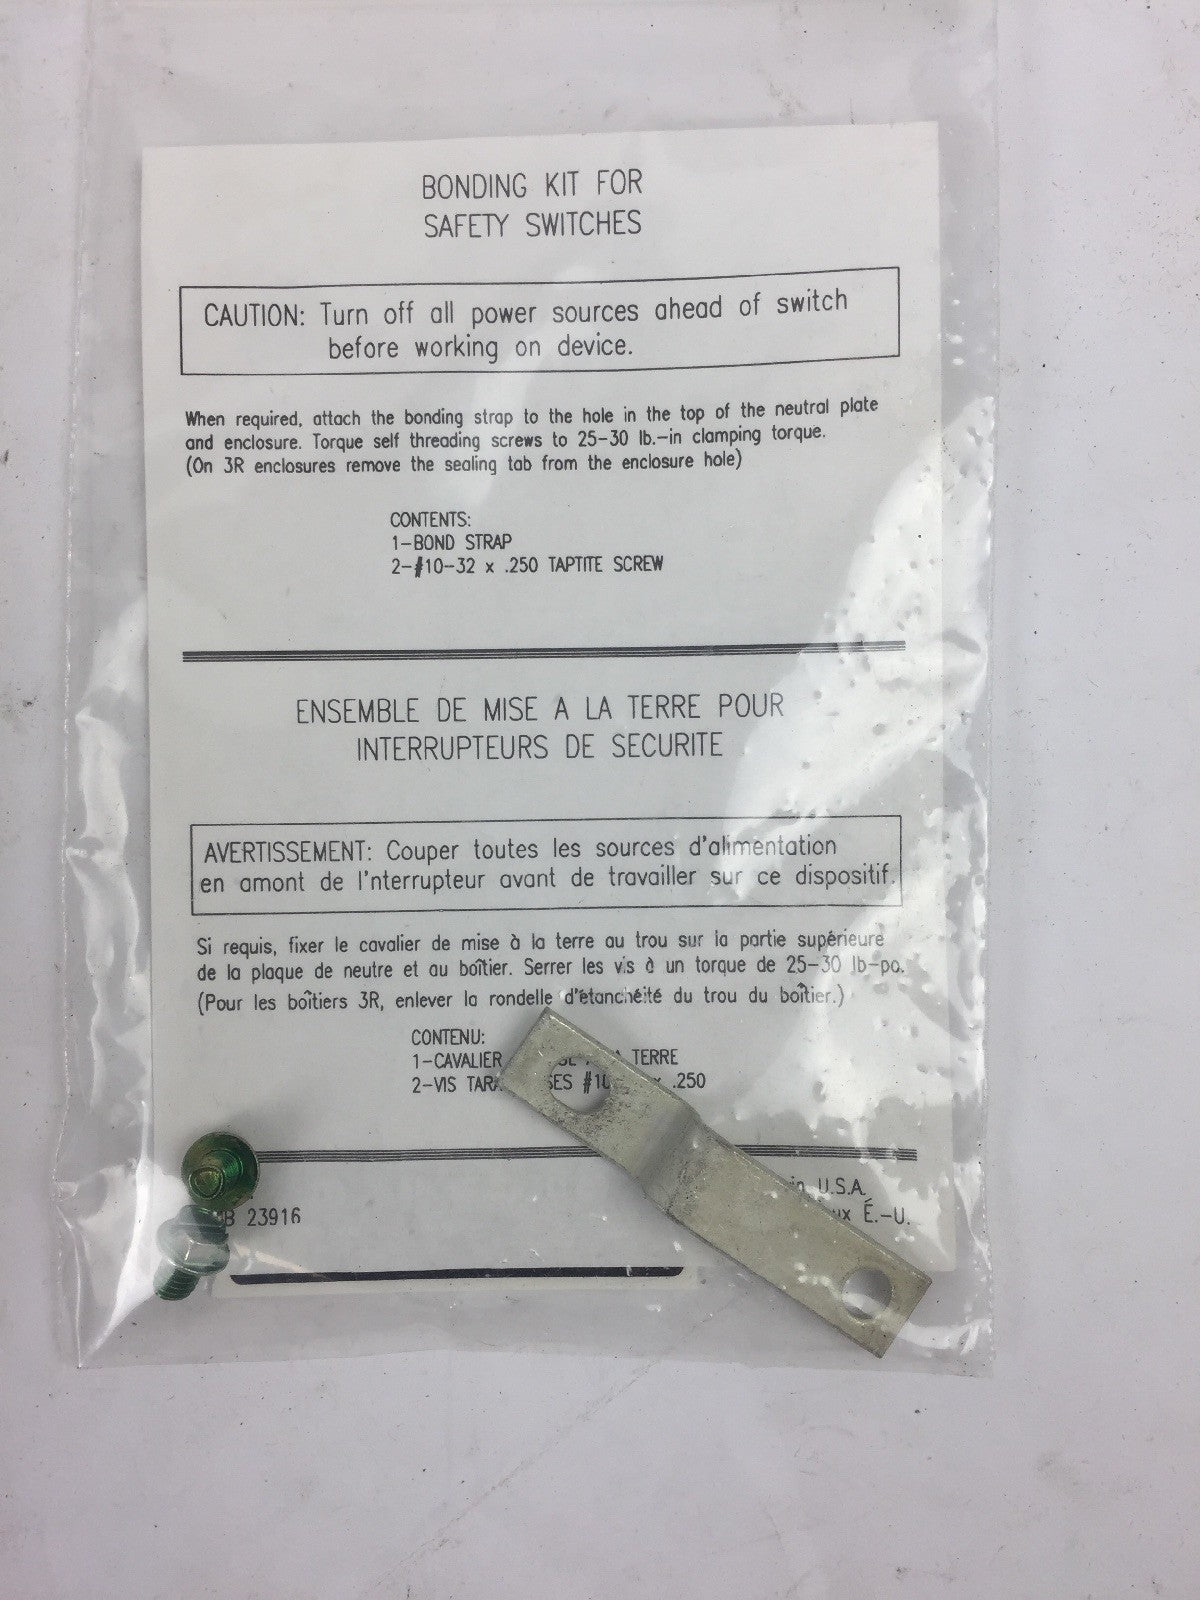 BONDING KIT FOR
SAFETY SWITCHES
CAUTION: Turn off all power sources ahead of switch
before working on device.
When required, attach the bonding strap to the hole in the top of the neutral plate
and enclosure. Torque self threading screws to 25-30 lb.-in clamping torque.
(On 3R enclosures remove the sealing tab from the enclosure hole)
CONTENTS:
1-BOND STRAP
2-#10-32 x .250 TAPTITE SCREW
ENSEMBLE DE MISE A LA TERRE POUR
INTERRUPTEURS DE SECURITE
AVERTISSEMENT: Couper toutes les sources d'alimentation
en amont de l'nterrupteur avant de travailler sur ce dispositif.
Si requis, fixer le cavalier de mise à la terre au trou sur la partie supérieure
de la plaque de neutre et au boîtier. Serrer les vis à un torque de 25-30 lb-po.
(Pour les boîtiers 3R, enlever la rondelle d'étanchéité du trou du boîtier.)
CONTENU:
1-CAVALIER TERRE
2-VIS .250
U.S.A.
23916 É.-U.